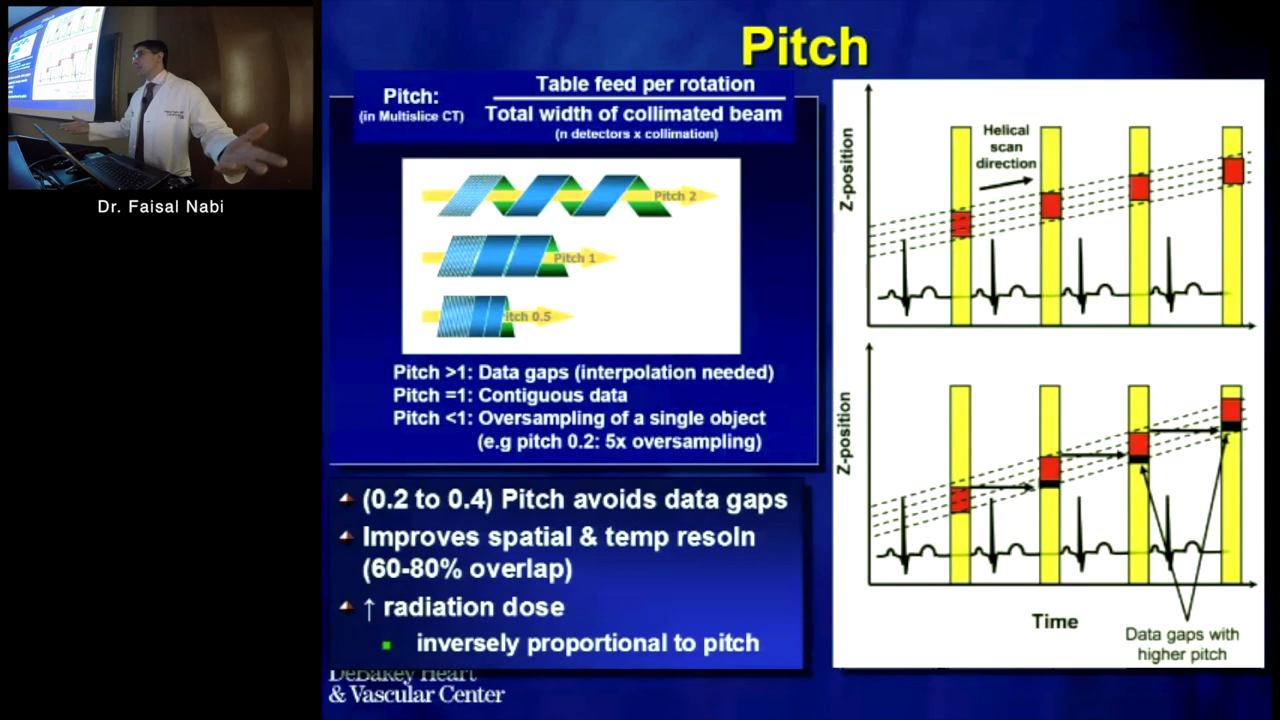 Pitch
Dr. Faisal Nabi
Pitch:
(in Multislice CT)
Table feed per rotation
Total width of collimated beam
(n detectors x collimation)
Pitch 2
Pitch 1
itch 0.5
Pitch >1: Data gaps (interpolation needed)
Pitch =1: Contiguous data
Pitch <1: Oversampling of a single object
(e.g pitch 0.2: 5x oversampling)
(0.2 to 0.4) Pitch avoids data gaps
Improves spatial & temp resoln
(60-80% overlap)
↑ radiation dose
inversely proportional to pitch
DeBakey Heart
& Vascular Center
Z-position
Helical
scan
direction
Z-position
Time
Data gaps with
higher pitch